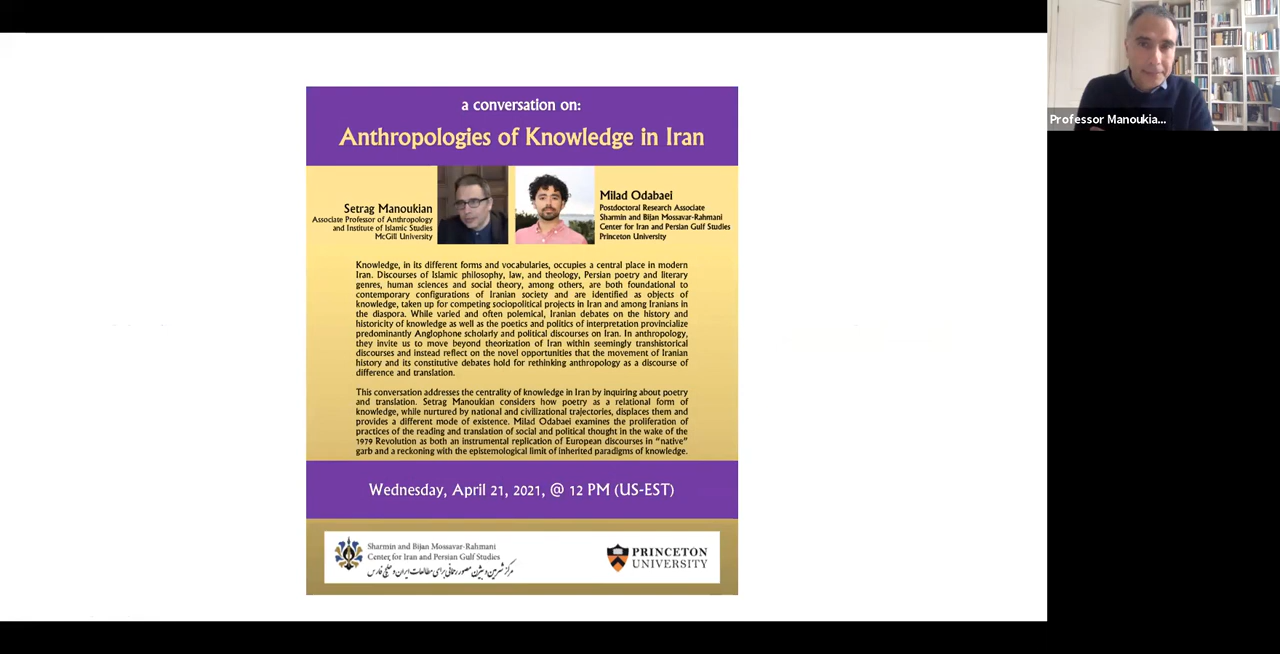 a conversation on:
Anthropologies of Knowledge in Iran
Setrag Manoukian
Associate Professor of Anthropology
and Institute of Islamic Studies
McGill University
Milad Odabaei
Postdoctoral Research Associate
Sharmin and Bijan Mossavar-Rahmani
Center for Iran and Persian Gulf Studies
Princeton University
Knowledge, in its different forms and vocabularies, occupies a central place in modern
Iran. Discourses of Islamic philosophy, law, and theology, Persian poetry and literary
genres, human sciences and social theory, among others, are both foundational to
contemporary configurations of Iranian society and are identified as objects of
knowledge, taken up for competing sociopolitical projects in Iran and among Iranians in
the diaspora. While varied and often polemical, Iranian debates on the history and
historicity of knowledge as well as the poetics and politics of interpretation provincialize
predominantly Anglophone scholarly and political discourses on Iran. In anthropology,
they invite us to move beyond theorization of Iran within seemingly transhistorical
discourses and instead reflect on the novel opportunities that the movement of Iranian
history and its constitutive debates hold for rethinking anthropology as a discourse of
difference and translation.
This conversation addresses the centrality of knowledge in Iran by inquiring about poetry
and translation. Setrag Manoukian considers how poetry as a relational form of
knowledge, while nurtured by national and civilizational trajectories, displaces them and
provides a different mode of existence. Milad Odabaei examines the proliferation of
practices of the reading and translation of social and political thought in the wake of the
1979 Revolution as both an instrumental replication of European discourses in “native”
garb and a reckoning with the epistemological limit of inherited paradigms of knowledge.
Wednesday, April 21, 2021, @ 12 PM (US-EST)
Sharmin and Bijan Mossavar-Rahmani
Center for Iran and Persian Gulf Studies
مرکز شرمین و بیژن مصور رحمانی برای مطالعات ایران و خلیج فارس
PRINCETON
UNIVERSITY
Professor Manoukia...